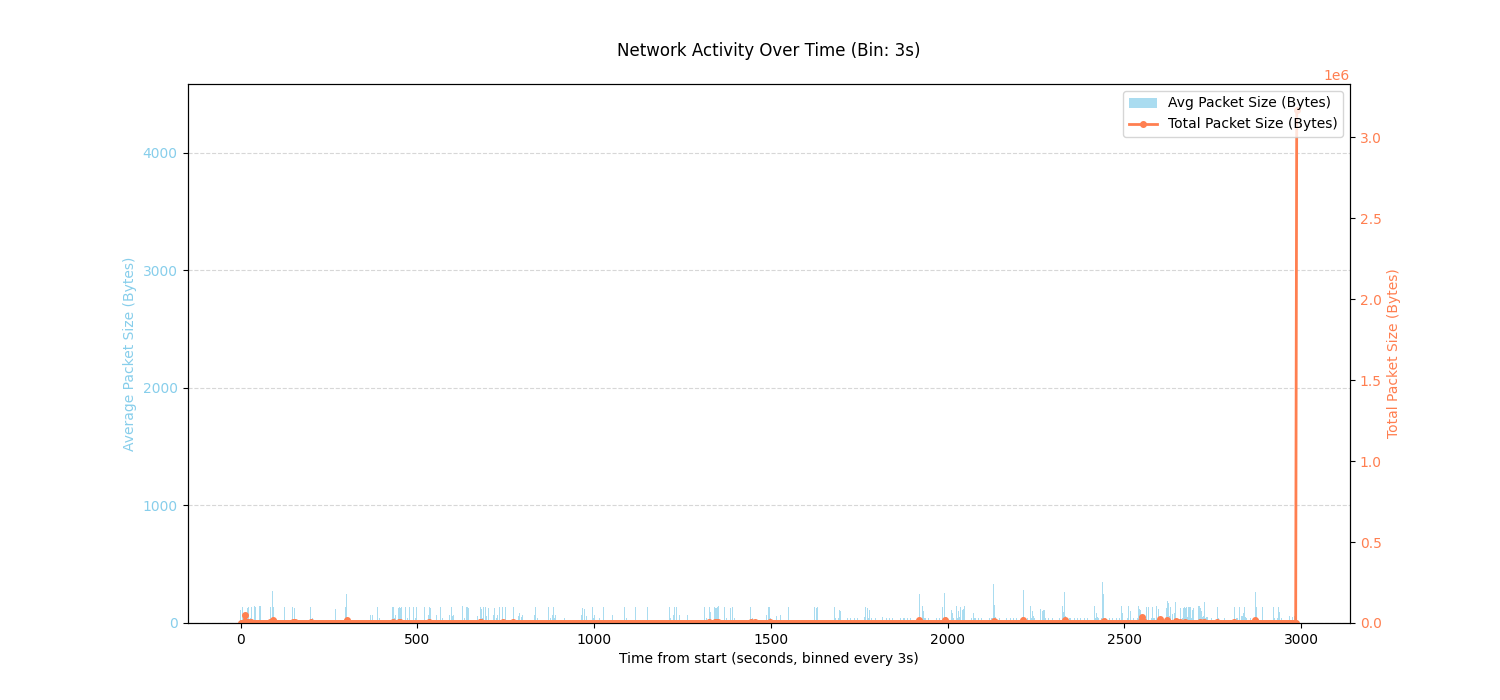 Network Activity Over Time (Bin: 3s)
1e6
Avg Packet Size (Bytes)
Total Packet Size (Bytes)
Average Packet Size (Bytes)
4000
3000
2000
1000
0
3.0
2.5
2.0
1.5
1.0
0.5
0.0
Total Packet Size (Bytes)
0 500 1000 1500 2000 2500 3000
Time from start (seconds, binned every 3s)